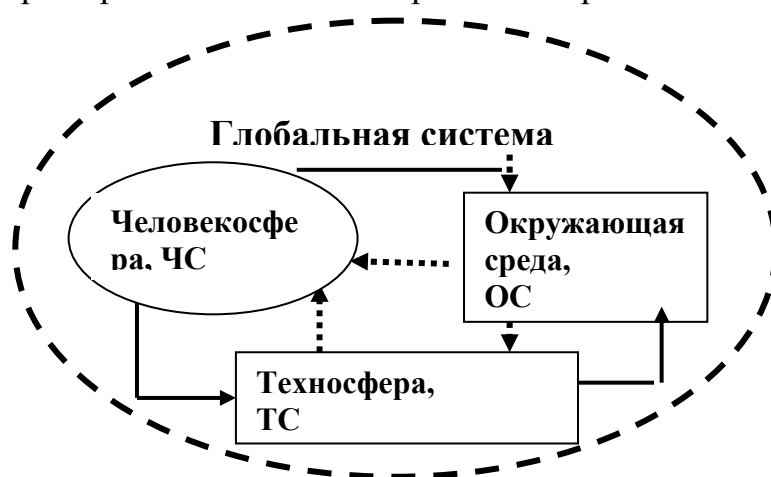 Глобальная система
Человекосфе
ра, ЧС
Окружающая
среда,
ОС
Техносфера,
ТС